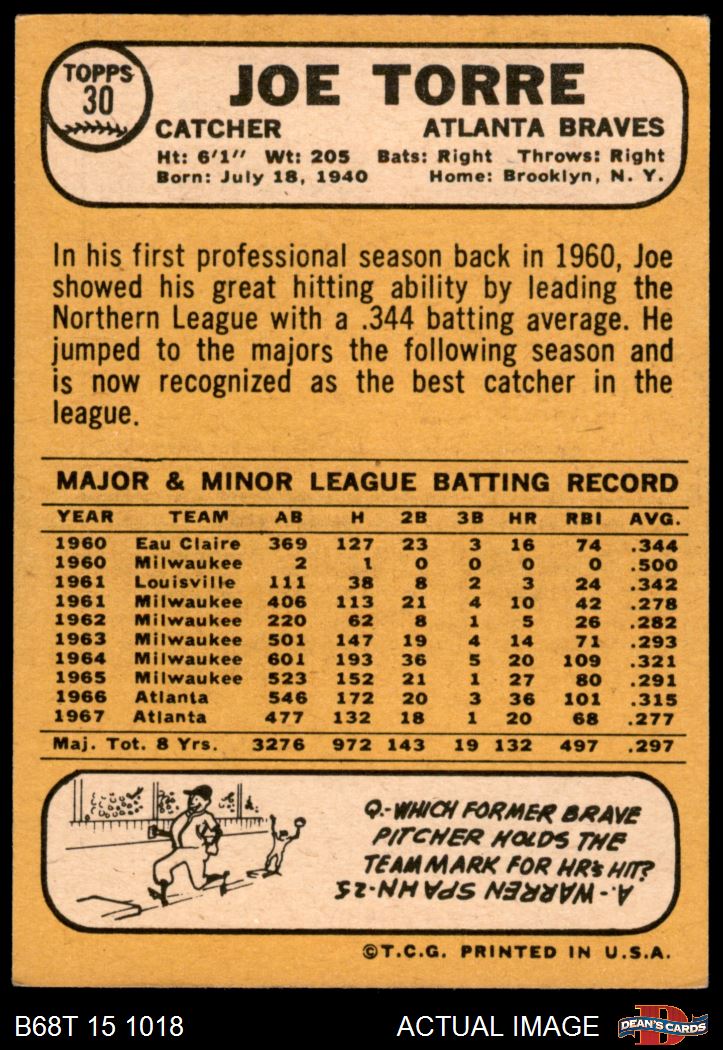 TOPPS
30
JOE TORRE
CATCHER ATLANTA BRAVES
Ht: 6'1" Wt: 205 Bats: Right Throws: Right
Born: July 18, 1940 Home: Brooklyn, N. Y.
In his first professional season back in 1960, Joe
showed his great hitting ability by leading the
Northern League with a .344 batting average. He
jumped to the majors the following season and
is now recognized as the best catcher in the
league.
MAJOR & MINOR LEAGUE BATTING RECORD
YEAR TEAM AB H 2B 3B HR RBI AVG.
1960 Eau Claire 369 127 23 3 16 74 .344
1960 Milwaukee 2 1 0 0 0 0 .500
1961 Louisville 111 38 8 2 3 24 .342
1961 Milwaukee 406 113 21 4 10 42 .278
1962 Milwaukee 220 62 8 1 5 26 .282
1963 Milwaukee 501 147 19 4 14 71 .293
1964 Milwaukee 601 193 36 5 20 109 .321
1965 Milwaukee 523 152 21 1 27 80 .291
1966 Atlanta 546 172 20 3 36 101 .315
1967 Atlanta 477 132 18 1 20 68 .277
Maj. Tot. 8 Yrs. 3276 972 143 19 132 497 .297
Q.-WHICH FORMER BRAVE
PITCHER HOLDS THE
TEAM MARK FOR HR's HIT?
A.-WARREN SPAHN-25
©T.C.G. PRINTED IN U.S.A.
B68T 15 1018 ACTUAL IMAGE
D
DEAN'S CARDS